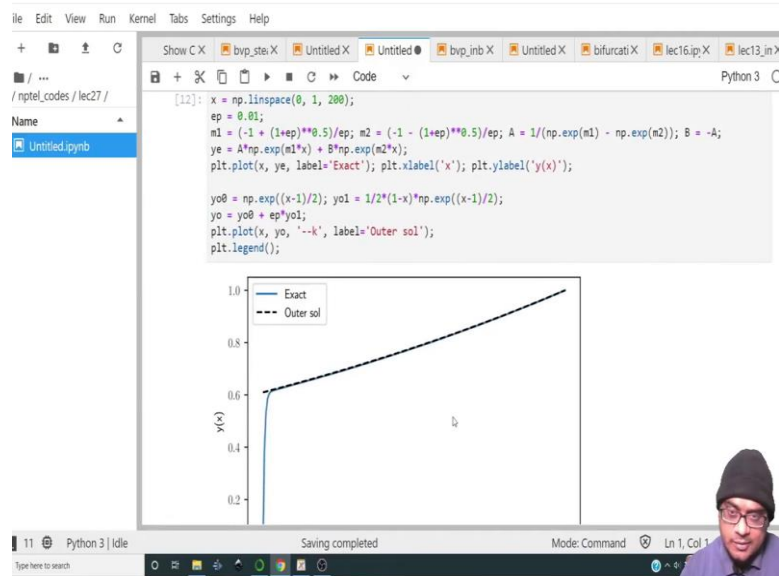 ile Edit View Run Kernel Tabs Settings Help
Show C X bvp_ste X Untitled X Untitled ● bvp_inb X Untitled X bifurcati X lec16.ip X lec13_in X
Code Python 3
/ ...
/ nptel_codes / lec27 /
Name
Untitled.ipynb
[12]: x = np.linspace(0, 1, 200);
ep = 0.01;
m1 = (-1 + (1+ep)**0.5)/ep; m2 = (-1 - (1+ep)**0.5)/ep; A = 1/(np.exp(m1) - np.exp(m2)); B = -A;
ye = A*np.exp(m1*x) + B*np.exp(m2*x);
plt.plot(x, ye, label='Exact'); plt.xlabel('x'); plt.ylabel('y(x)');
yo0 = np.exp((x-1)/2); yo1 = 1/2*(1-x)*np.exp((x-1)/2);
yo = yo0 + ep*yo1;
plt.plot(x, yo, '--k', label='Outer sol');
plt.legend();
1.0
Exact
Outer sol
0.8
0.6
y(x)
0.4
0.2
11 Python 3 | Idle Saving completed Mode: Command Ln 1, Col 1
Type here to search